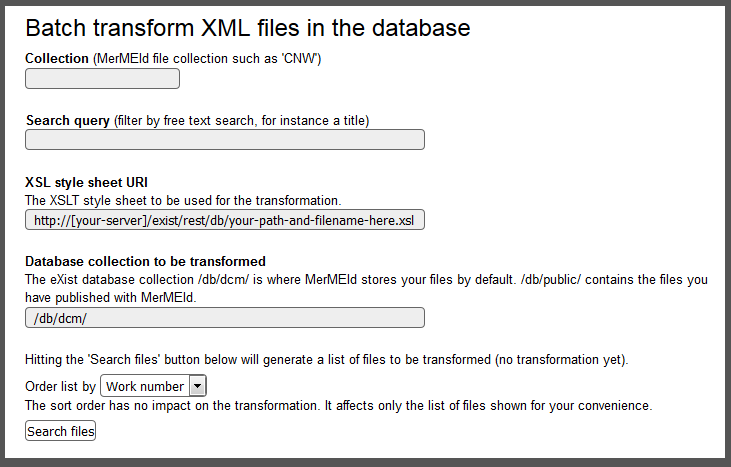 Batch transform XML files in the database
Collection (MerMEId file collection such as 'CNW')
Search query (filter by free text search, for instance a title)
XSL style sheet URI
The XSLT style sheet to be used for the transformation.
http://[your-server]/exist/rest/db/your-path-and-filename-here.xsl
Database collection to be transformed
The eXist database collection /db/dcm/ is where MerMEId stores your files by default. /db/public/ contains the files you
have published with MerMEId.
/db/dcm/
Hitting the 'Search files' button below will generate a list of files to be transformed (no transformation yet).
Order list by Work number
The sort order has no impact on the transformation. It affects only the list of files shown for your convenience.
Search files